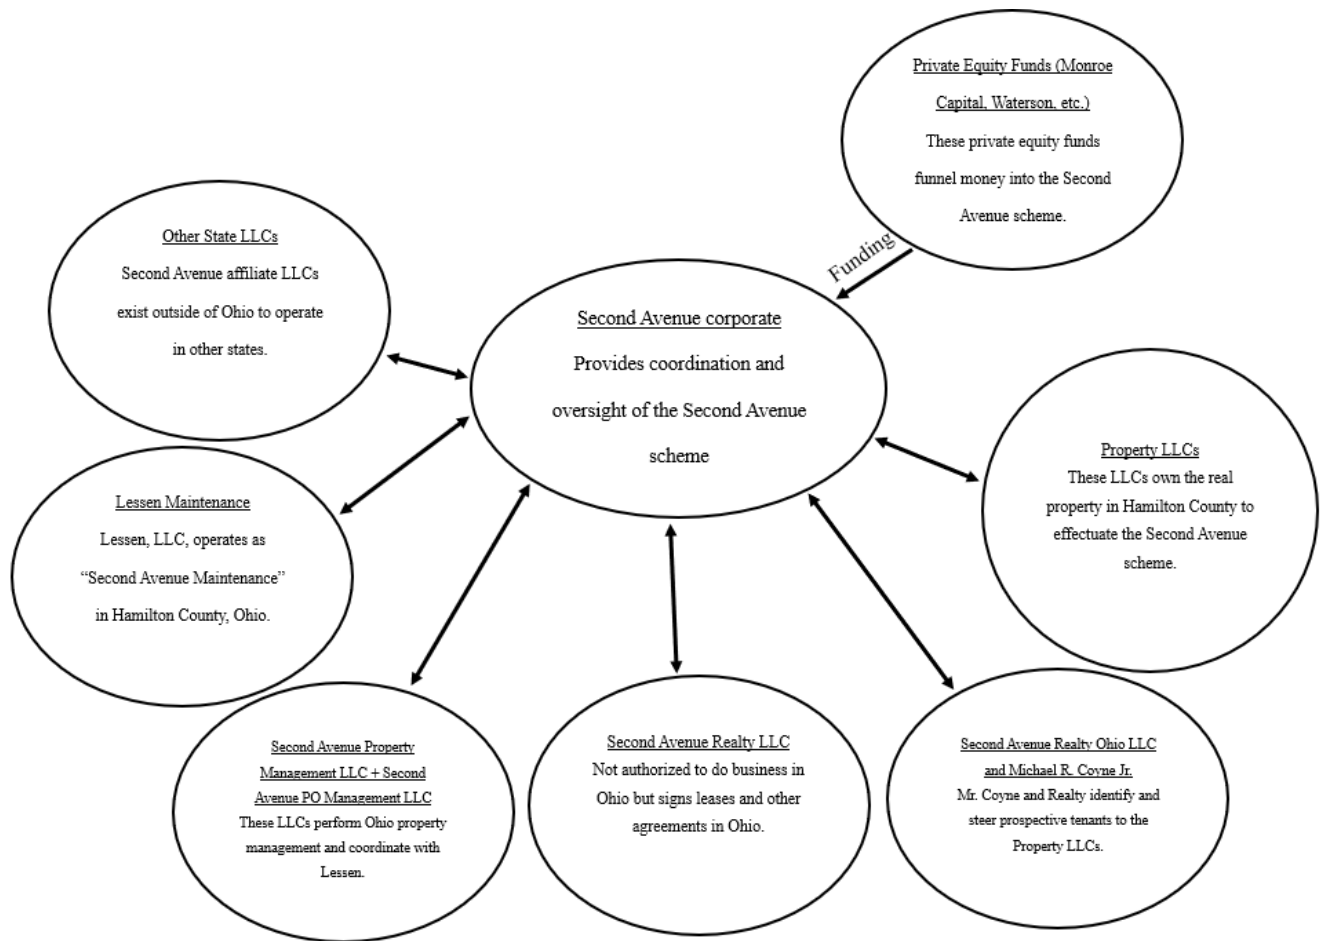 Private Equity Funds (Monroe
Capital, Waterson, etc.)
These private equity funds
funnel money into the Second
Avenue scheme.
Funding
Other State LLCs
Second Avenue affiliate LLCs
exist outside of Ohio to operate
in other states.
Second Avenue corporate
Provides coordination and
oversight of the Second Avenue
scheme
Property LLCs
These LLCs own the real
property in Hamilton County to
effectuate the Second Avenue
scheme.
Lessen Maintenance
Lessen, LLC, operates as
“Second Avenue Maintenance”
in Hamilton County, Ohio.
Second Avenue Property
Management LLC + Second
Avenue PO Management LLC
These LLCs perform Ohio property
management and coordinate with
Lessen.
Second Avenue Realty LLC
Not authorized to do business in
Ohio but signs leases and other
agreements in Ohio.
Second Avenue Realty Ohio LLC
and Michael R. Coyne Jr.
Mr. Coyne and Realty identify and
steer prospective tenants to the
Property LLCs.